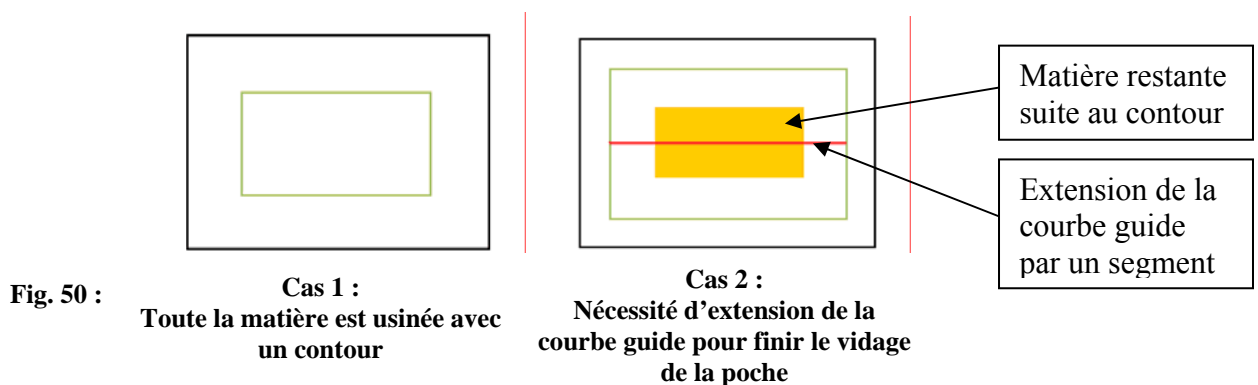 Matière restante
suite au contour
Extension de la
courbe guide
par un segment
Fig. 50 :
Cas 1 :
Toute la matière est usinée avec
un contour
Cas 2 :
Nécessité d’extension de la
courbe guide pour finir le vidage
de la poche